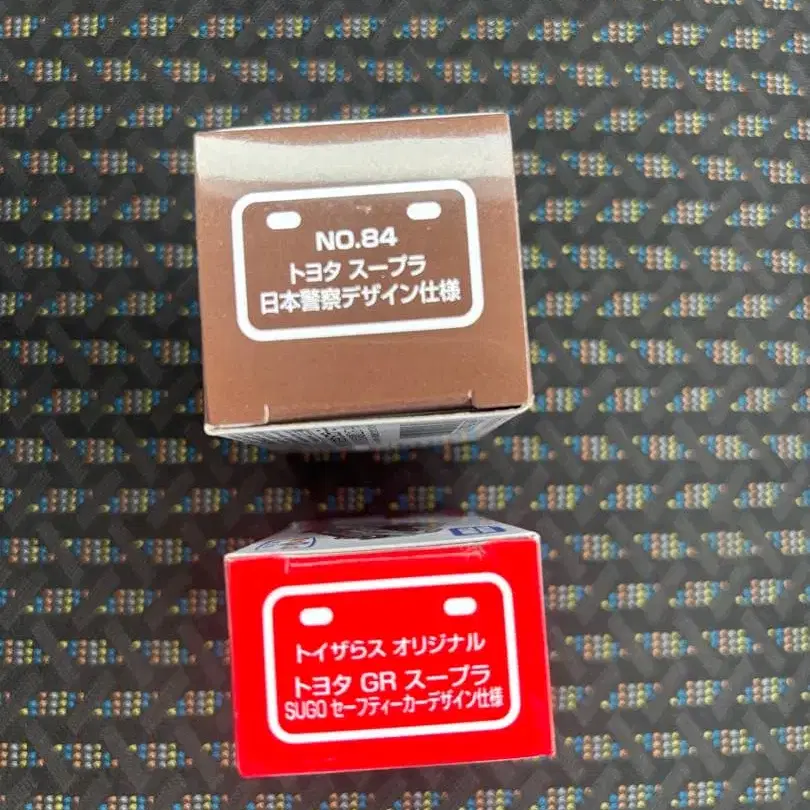 NO.84
トヨタ スープラ
日本警察デザイン仕様
トイザらス オリジナル
トヨタ GR スープラ
SUGO セーフティーカーデザイン仕様